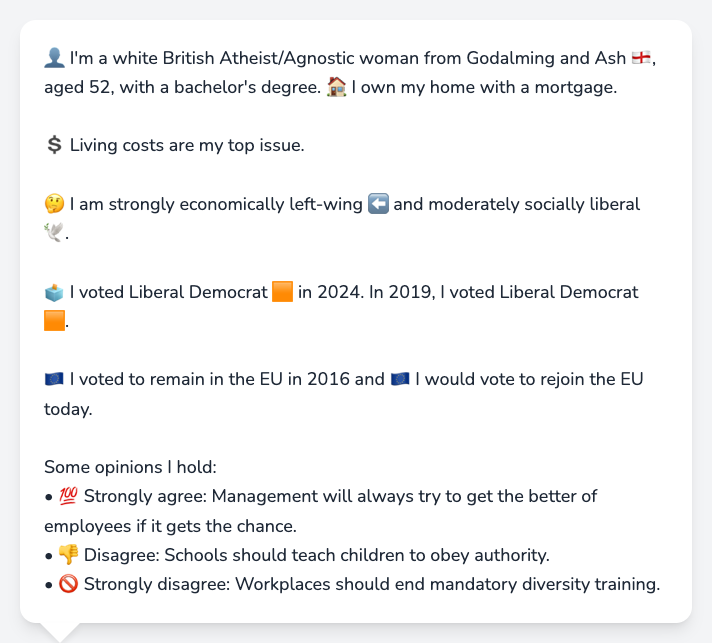 👤 I'm a white British Atheist/Agnostic woman from Godalming and Ash 🏴󠁧󠁢󠁥󠁮󠁧󠁿,
aged 52, with a bachelor's degree. 🏠 I own my home with a mortgage.
💲 Living costs are my top issue.
🤔 I am strongly economically left-wing ⬅️ and moderately socially liberal
🕊️.
🗳️ I voted Liberal Democrat 🟧 in 2024. In 2019, I voted Liberal Democrat
🟧.
🇪🇺 I voted to remain in the EU in 2016 and 🇪🇺 I would vote to rejoin the EU
today.
Some opinions I hold:
• 💯 Strongly agree: Management will always try to get the better of
employees if it gets the chance.
• 👎 Disagree: Schools should teach children to obey authority.
• 🚫 Strongly disagree: Workplaces should end mandatory diversity training.